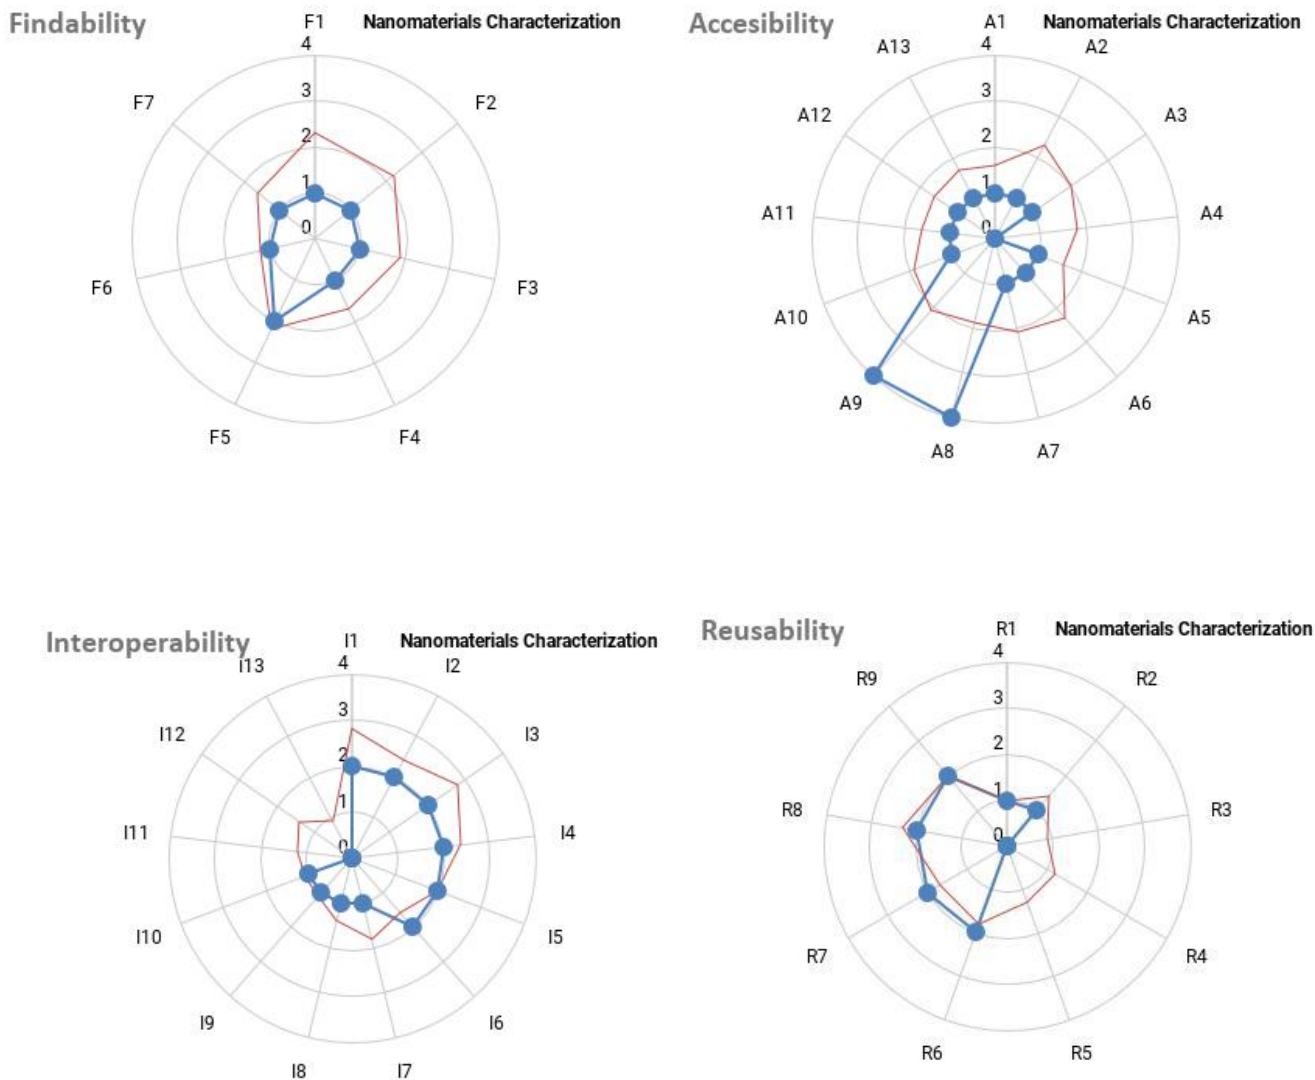 Findability
F1
Nanomaterials Characterization
4
3
2
1
0
F2
F3
F4
F5
F6
F7
Accesibility
A1
Nanomaterials Characterization
4
3
2
1
0
A2
A3
A4
A5
A6
A7
A8
A9
A10
A11
A12
A13
Interoperability
I1
Nanomaterials Characterization
4
3
2
1
0
I2
I3
I4
I5
I6
I7
I8
I9
I10
I11
I12
I13
Reusability
R1
Nanomaterials Characterization
4
3
2
1
0
R2
R3
R4
R5
R6
R7
R8
R9